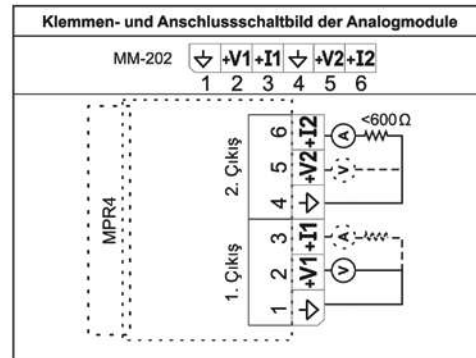 Klemmen- und Anschlussschaltbild der Analogmodule
MM-202
+V1 +I1 +V2 +I2
1 2 3 4 5 6
MPR4
2. Çıkış
6 +I2
5 +V2
4
1. Çıkış
3 +I1
2 +V1
1
A <600 Ω
V
A
V